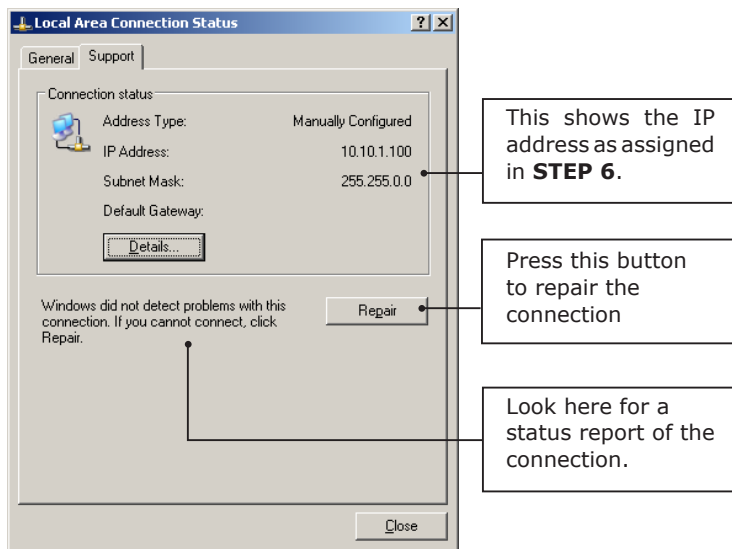 Local Area Connection Status
General Support
Connection status
Address Type: Manually Configured
IP Address: 10.10.1.100
Subnet Mask: 255.255.0.0
Default Gateway:
Details...
Windows did not detect problems with this
connection. If you cannot connect, click
Repair.
Repair
Close
This shows the IP
address as assigned
in STEP 6.
Press this button
to repair the
connection
Look here for a
status report of the
connection.